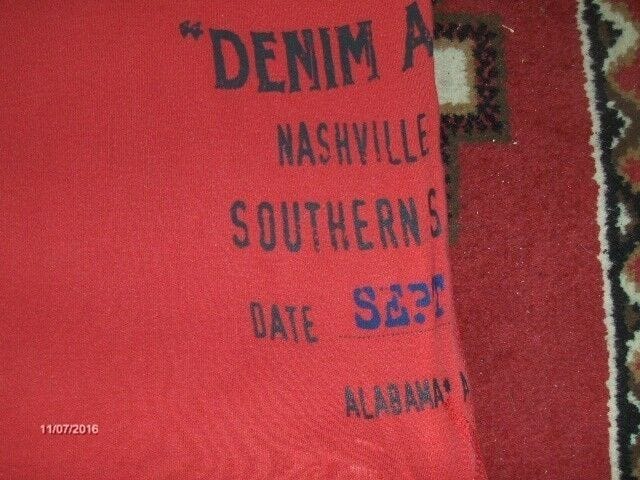 "DENIM A
NASHVILLE
SOUTHERN S
DATE SEPT
ALABAMA* A
11/07/2016